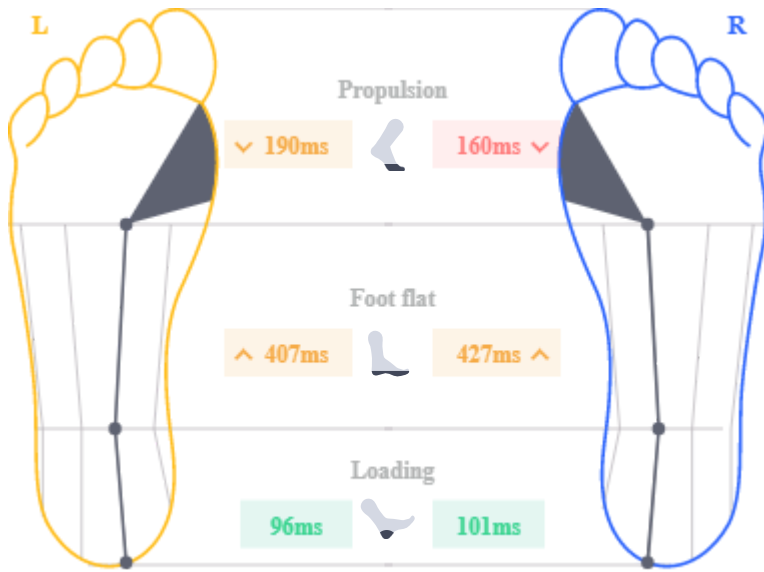 L R
Propulsion
190ms 160ms
Foot flat
407ms 427ms
Loading
96ms 101ms